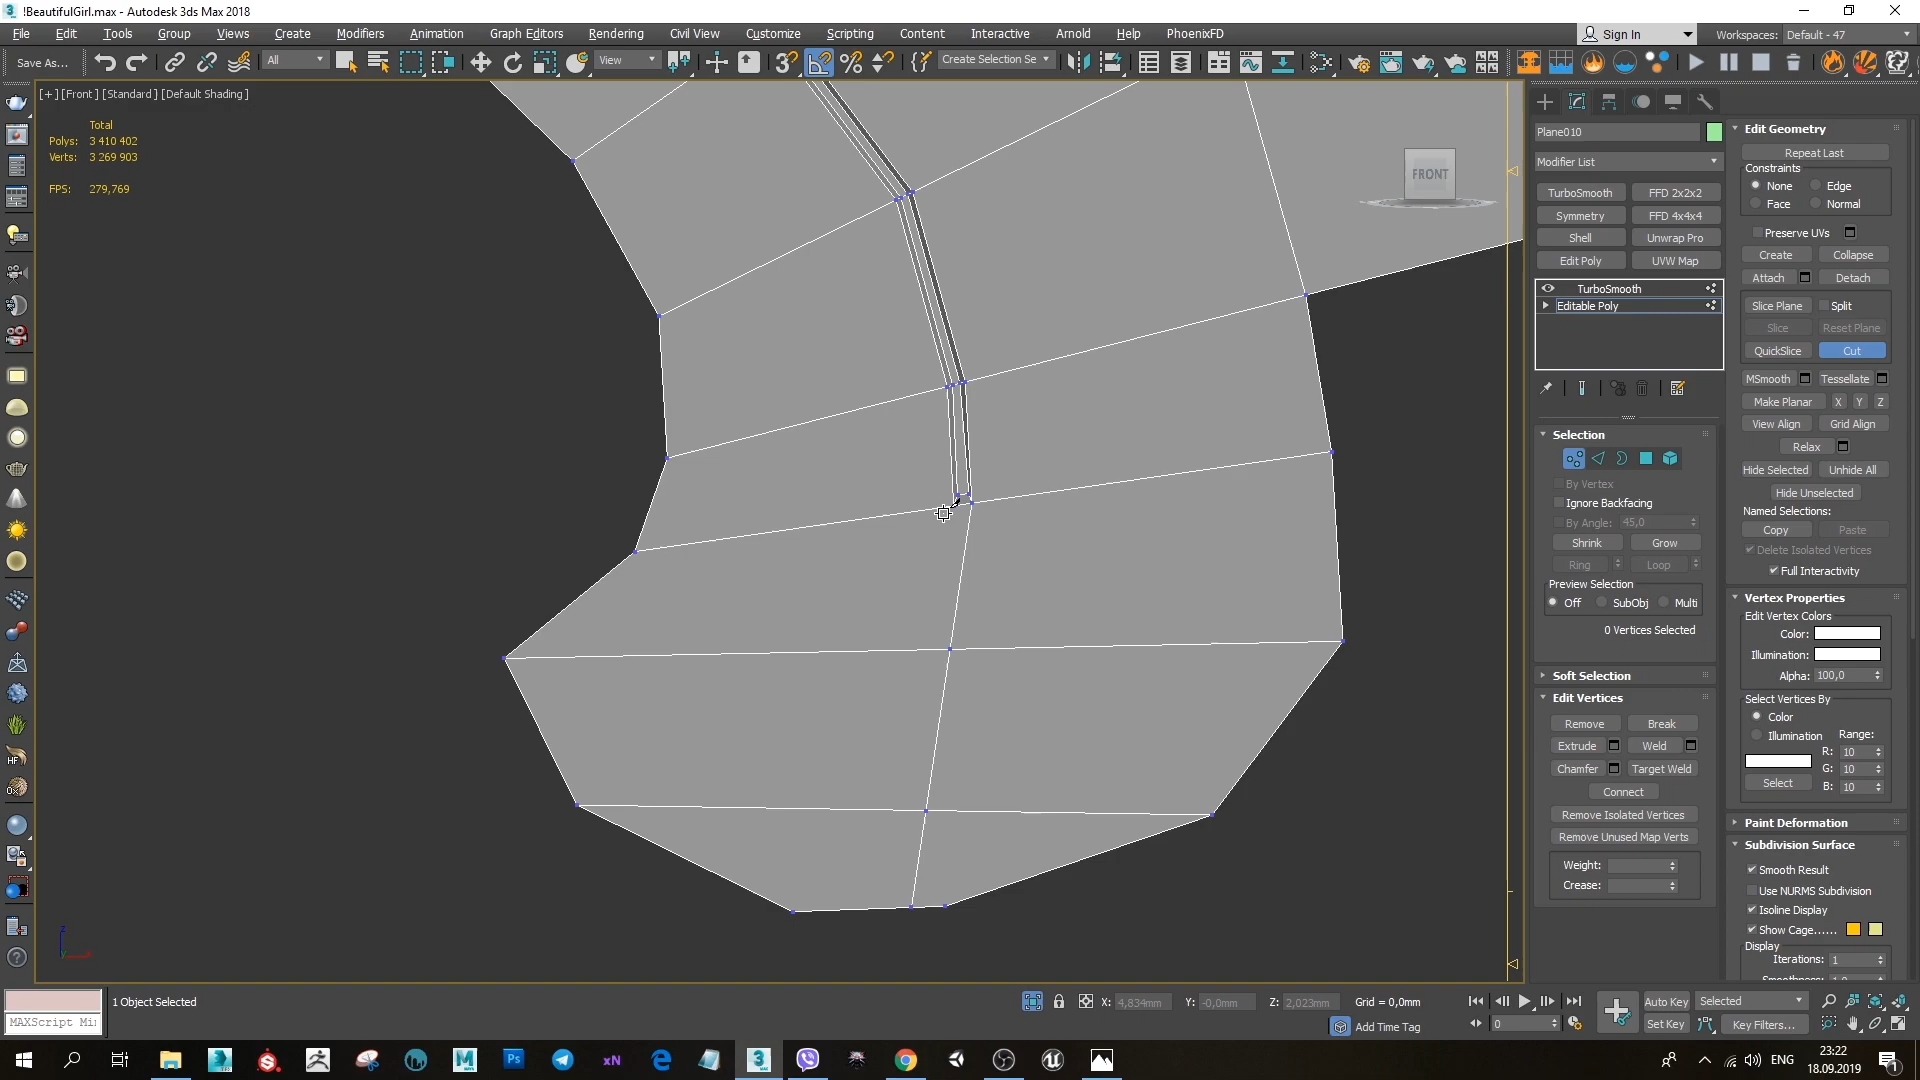 !BeautifulGirl.max - Autodesk 3ds Max 2018
File Edit Tools Group Views Create Modifiers Animation Graph Editors Rendering Civil View Customize Scripting Content Interactive Arnold Help PhoenixFD
Sign In Workspaces: Default - 47
Save As... All View Create Selection Se
[+] [Front] [Standard] [Default Shading]
Total
Polys: 3 410 402
Verts: 3 269 903
FPS: 279,769
FRONT
Plane010
Modifier List
TurboSmooth FFD 2x2x2
Symmetry FFD 4x4x4
Shell Unwrap Pro
Edit Poly UVW Map
TurboSmooth
Editable Poly
Selection
By Vertex
Ignore Backfacing
By Angle: 45,0
Shrink Grow
Ring Loop
Preview Selection
Off SubObj Multi
0 Vertices Selected
Soft Selection
Edit Vertices
Remove Break
Extrude Weld
Chamfer Target Weld
Connect
Remove Isolated Vertices
Remove Unused Map Verts
Weight:
Crease:
Edit Geometry
Repeat Last
Constraints
None Edge
Face Normal
Preserve UVs
Create Collapse
Attach Detach
Slice Plane Split
Slice Reset Plane
QuickSlice Cut
MSmooth Tessellate
Make Planar X Y Z
View Align Grid Align
Relax
Hide Selected Unhide All
Hide Unselected
Named Selections:
Copy Paste
Delete Isolated Vertices
Full Interactivity
Vertex Properties
Edit Vertex Colors
Color:
Illumination:
Alpha: 100,0
Select Vertices By
Color
Illumination Range:
R: 10
G: 10
Select B: 10
Paint Deformation
Subdivision Surface
Smooth Result
Use NURMS Subdivision
Isoline Display
Show Cage......
Display
Iterations: 1
MAXScript Mi
1 Object Selected
X: 4,834mm Y: -0,0mm Z: 2,023mm Grid = 0,0mm
Add Time Tag
0
Auto Key Selected
Set Key Key Filters...
ENG
23:22
18.09.2019